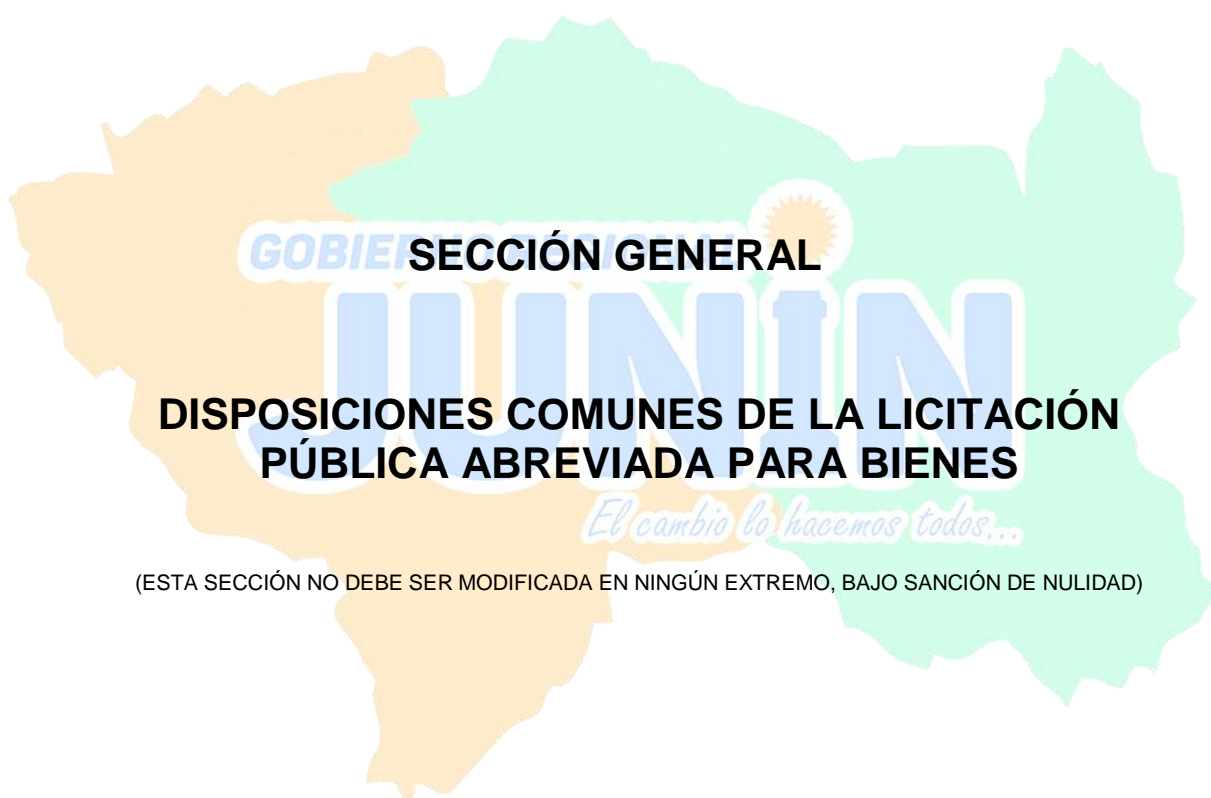 GOBIERNO REGIONAL
SECCIÓN GENERAL
JUNÍN
DISPOSICIONES COMUNES DE LA LICITACIÓN
PÚBLICA ABREVIADA PARA BIENES
El cambio lo hacemos todos...
(ESTA SECCIÓN NO DEBE SER MODIFICADA EN NINGÚN EXTREMO, BAJO SANCIÓN DE NULIDAD)